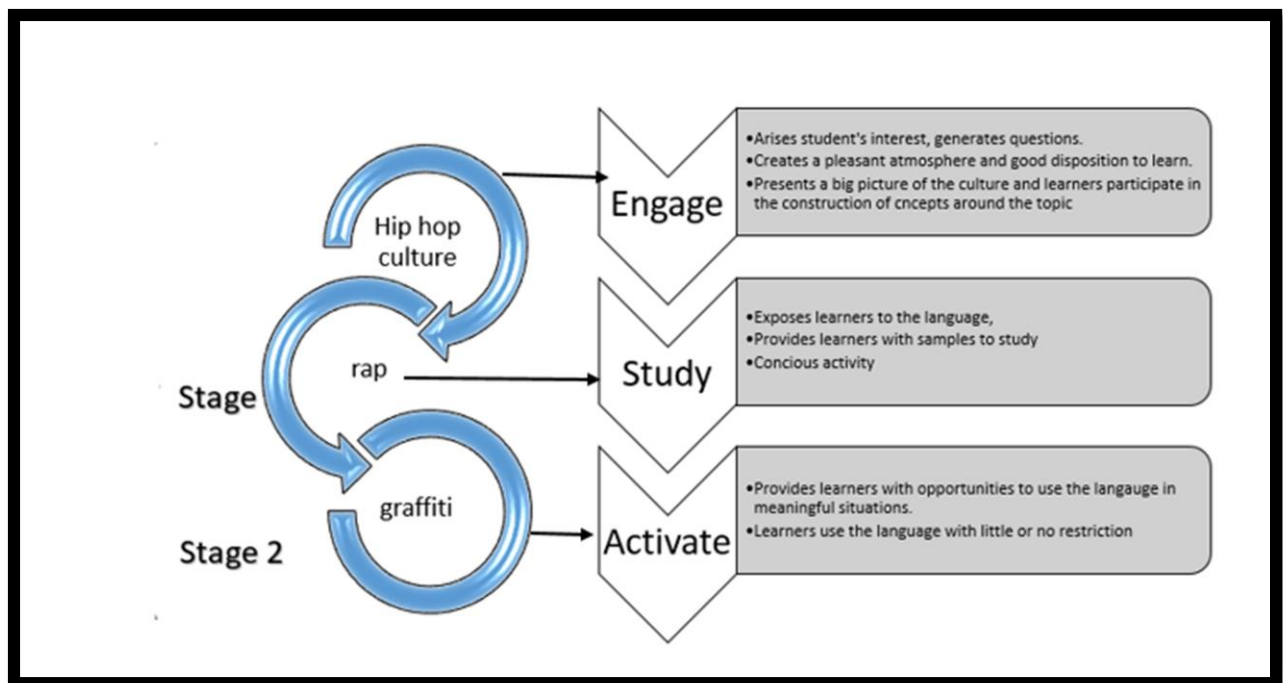 Hip hop
culture
Engage
•Arises student's interest, generates questions.
•Creates a pleasant atmosphere and good disposition to learn.
•Presents a big picture of the culture and learners participate in
the construction of cncepts around the topic
Stage
rap
Study
•Exposes learners to the language,
•Provides learners with samples to study
•Concious activity
Stage 2
graffiti
Activate
•Provides learners with opportunities to use the langauge in
meaningful situations.
•Learners use the language with little or no restriction